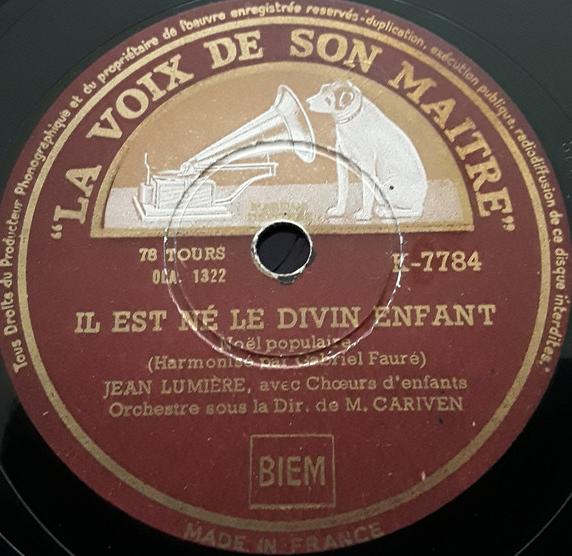 Tous Droits du Producteur Phonographique et du propriétaire de l'œuvre enregistrée reservés - duplication, exécution publique, radiodiffusion de ce disque interdites.
"LA VOIX DE SON MAITRE"
78 TOURS
OLA. 1322
K-7784
IL EST NÉ LE DIVIN ENFANT
Noël populaire
(Harmonisé par Gabriel Fauré)
JEAN LUMIÈRE, avec Chœurs d'enfants
Orchestre sous la Dir. de M. CARIVEN
BIEM
MADE IN FRANCE